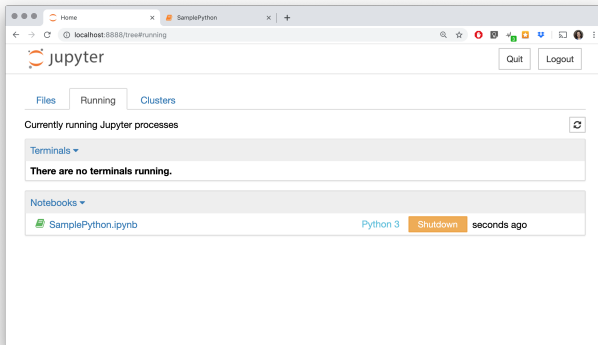 Home
SamplePython
localhost:8888/tree#running
jupyter
Quit
Logout
Files
Running
Clusters
Currently running Jupyter processes
Terminals
There are no terminals running.
Notebooks
SamplePython.ipynb
Python 3
Shutdown
seconds ago